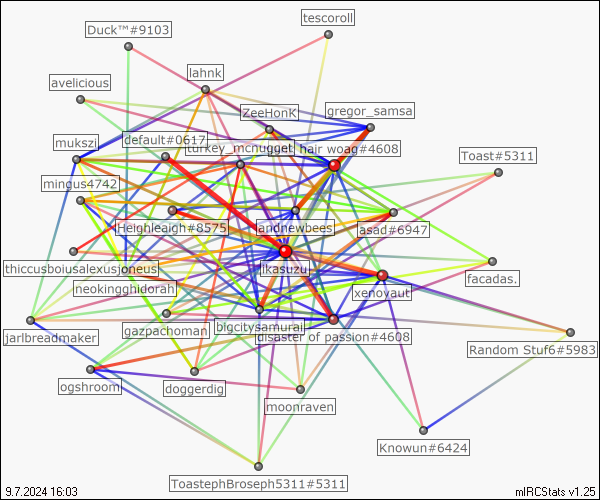 tescoroll
Duck™#9103
lahnk
avelicious
ZeeHonK
gregor_samsa
mukszi
default#0617
turkey_mcnugget
hair woag#4608
Toast#5311
mingus4742
Heighleigh#8575
andnewbees
asad#6947
thiccusboiusalexusjoneus
jikasuzu
facadas.
neokingghidorah
xenoyaut
jarlbreadmaker
gazpachoman
bigcitysamurai
disaster of passion#4608
Random Stuf6#5983
ogshroom
doggerdig
moonraven
Knowun#6424
ToastephBroseph5311#5311
9.7.2024 16:03
mIRCStats v1.25